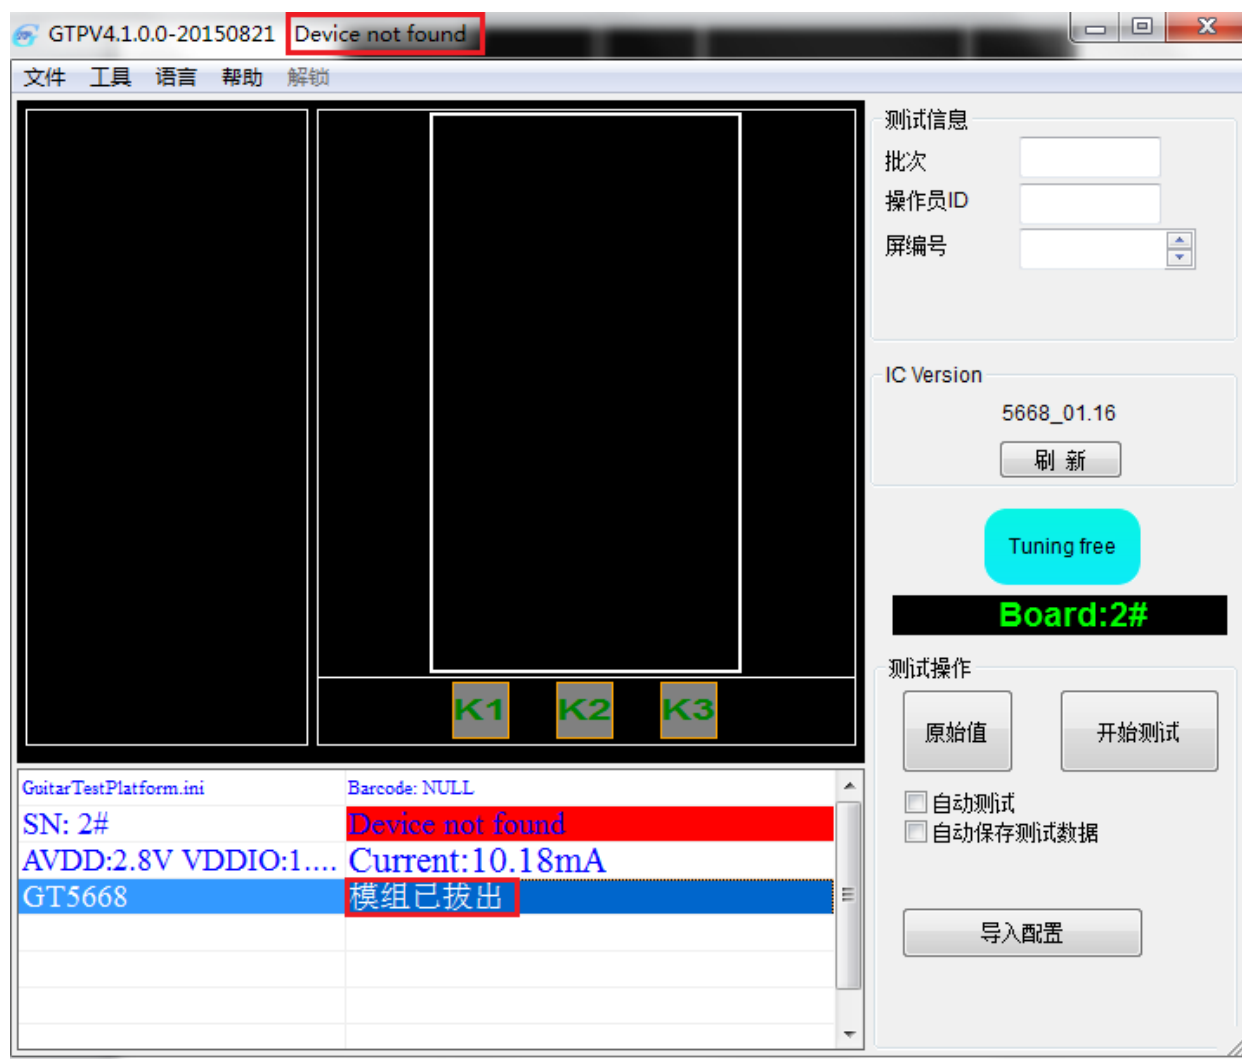 GTPV4.1.0.0-20150821 Device not found
文件 工具 语言 帮助 解锁
测试信息
批次
操作员ID
屏编号
IC Version
5668_01.16
刷 新
Tuning free
Board:2#
测试操作
原始值 开始测试
自动测试
自动保存测试数据
导入配置
K1 K2 K3
GuitarTestPlatform.ini Barcode: NULL
SN: 2# Device not found
AVDD:2.8V VDDIO:1.... Current:10.18mA
GT5668 模组已拔出